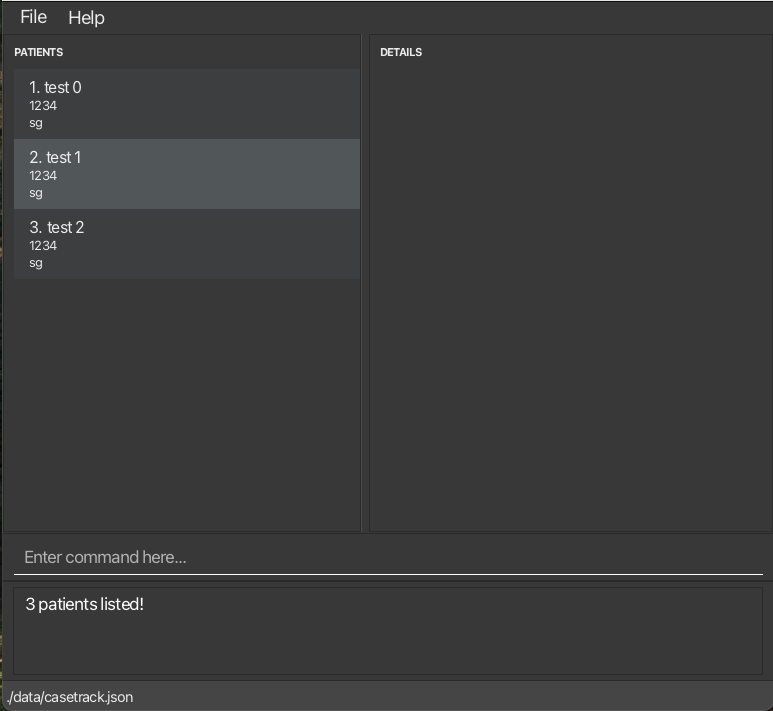 File Help
PATIENTS
1. test 0
1234
sg
2. test 1
1234
sg
3. test 2
1234
sg
DETAILS
Enter command here...
3 patients listed!
./data/casetrack.json